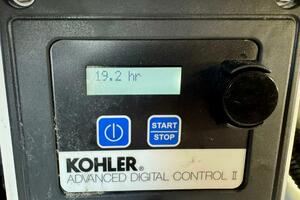 19.2 hr
START
STOP
KOHLER®
ADVANCED DIGITAL CONTROL II